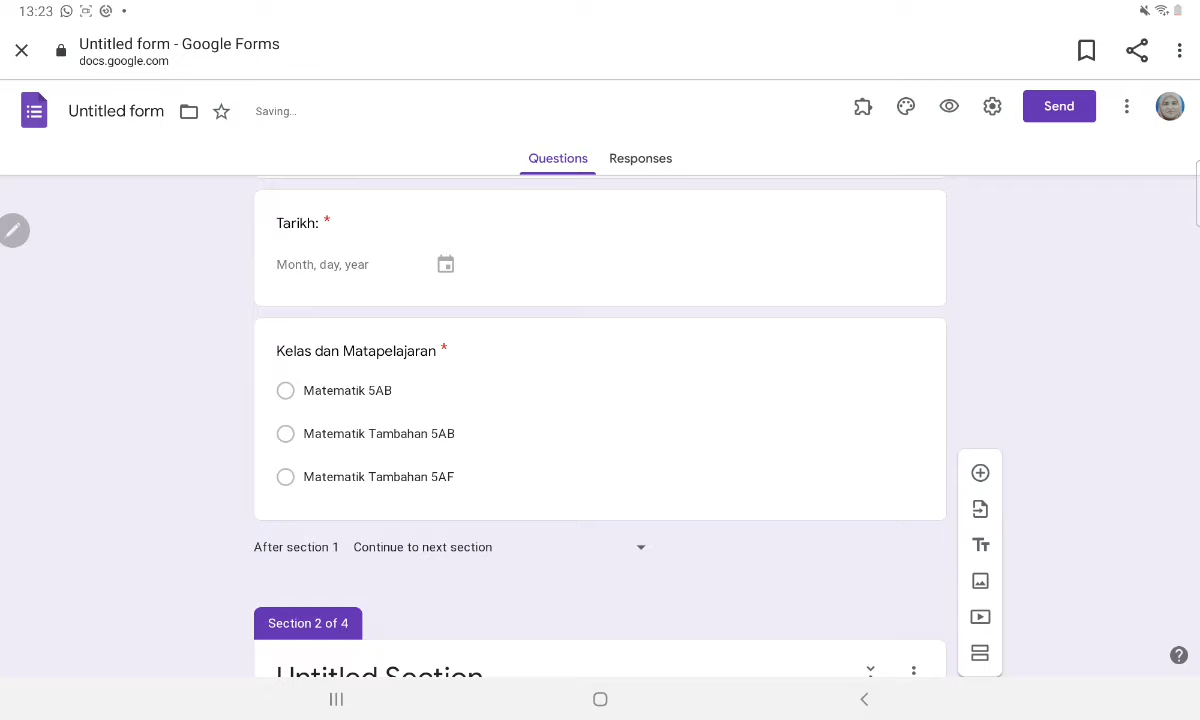 13:23
Untitled form - Google Forms
docs.google.com
Untitled form
Saving...
Send
Questions
Responses
Tarikh: *
Month, day, year
Kelas dan Matapelajaran *
Matematik 5AB
Matematik Tambahan 5AB
Matematik Tambahan 5AF
After section 1 Continue to next section
Section 2 of 4
Untitled Section